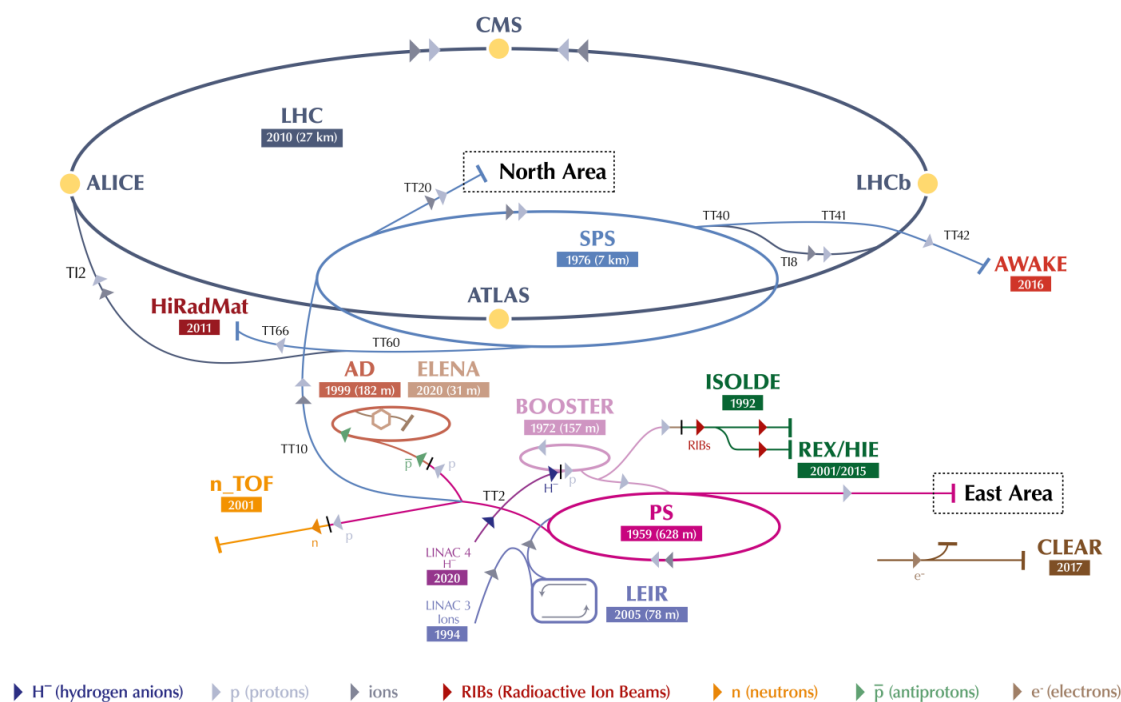 CMS
LHC
2010 (27 km)
North Area
TT20
ALICE
LHCb
TT40
TT41
SPS
1976 (7 km)
TT42
TI8
AWAKE
2016
TI2
HiRadMat
2011
ATLAS
TT66
TT60
AD
1999 (182 m)
ELENA
2020 (31 m)
ISOLDE
1992
BOOSTER
1972 (157 m)
RIBs
REX/HIE
2001/2015
TT10
p̅
p
H⁻
p
n_TOF
2001
TT2
East Area
PS
1959 (628 m)
n
p
LINAC 4
H⁻
2020
CLEAR
2017
e⁻
LINAC 3
Ions
1994
LEIR
2005 (78 m)
H⁻ (hydrogen anions)
p (protons)
ions
RIBs (Radioactive Ion Beams)
n (neutrons)
p̅ (antiprotons)
e⁻ (electrons)